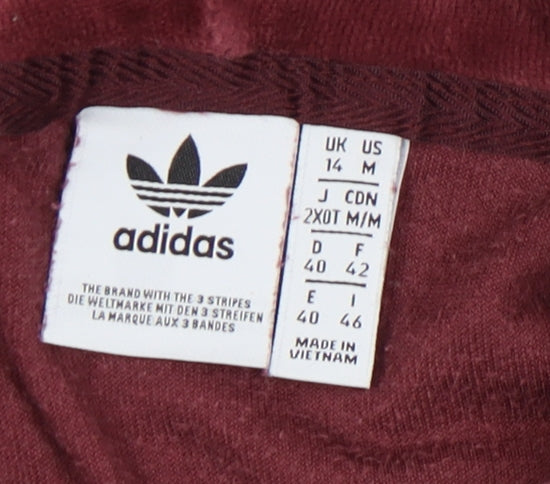 adidas
THE BRAND WITH THE 3 STRIPES
DIE WELTMARKE MIT DEN 3 STREIFEN
LA MARQUE AUX 3 BANDES
UK US
14 M
J CDN
2XOT M/M
D F
40 42
E I
40 46
MADE IN
VIETNAM